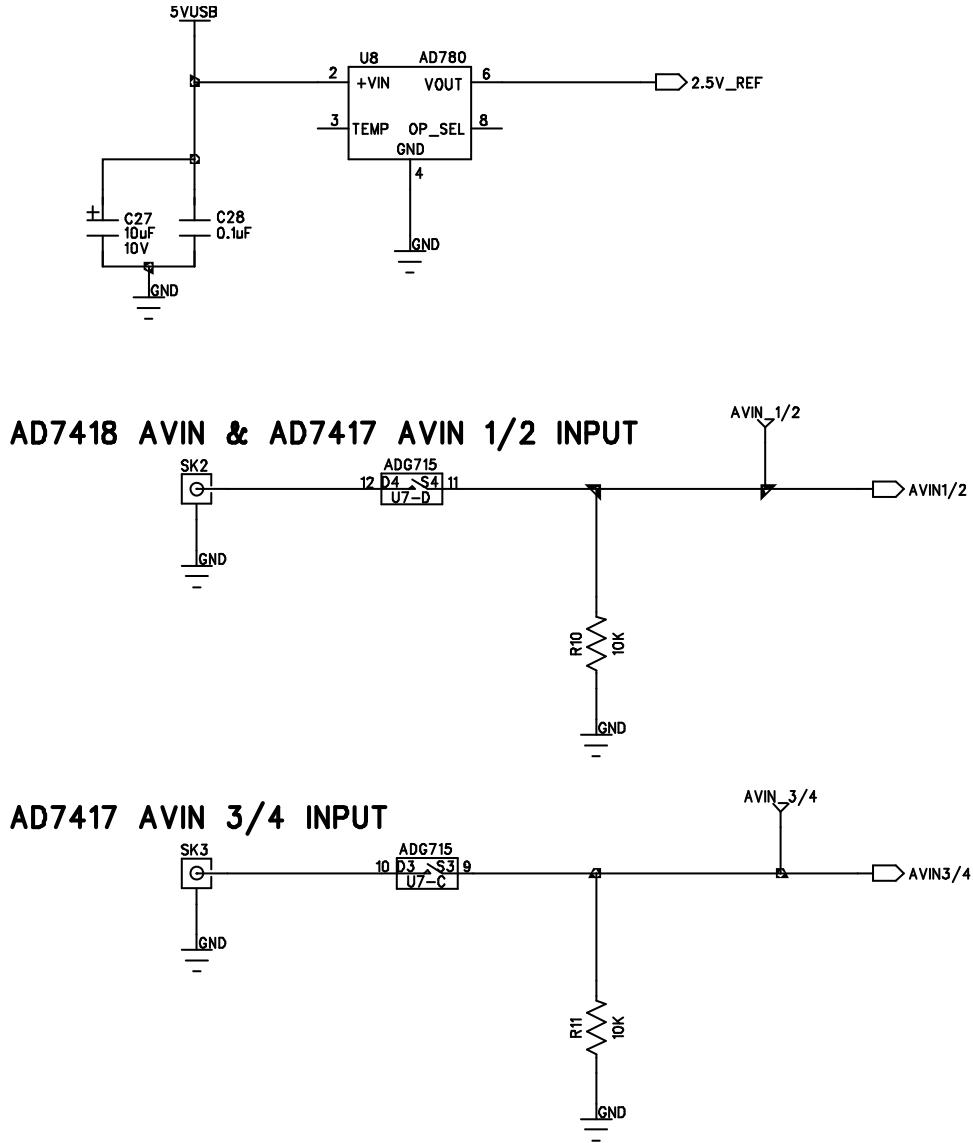 5VUSB
U8 AD780
2 +VIN VOUT 6
2.5V_REF
3 TEMP OP_SEL 8
GND
4
+ C27
10uF
10V
C28
0.1uF
GND
GND
AD7418 AVIN & AD7417 AVIN 1/2 INPUT
AVIN_1/2
SK2
ADG715
12 D4 S4 11
U7-D
AVIN1/2
GND
R10
10K
GND
AD7417 AVIN 3/4 INPUT
AVIN_3/4
SK3
ADG715
10 D3 S3 9
U7-C
AVIN3/4
GND
R11
10K
GND